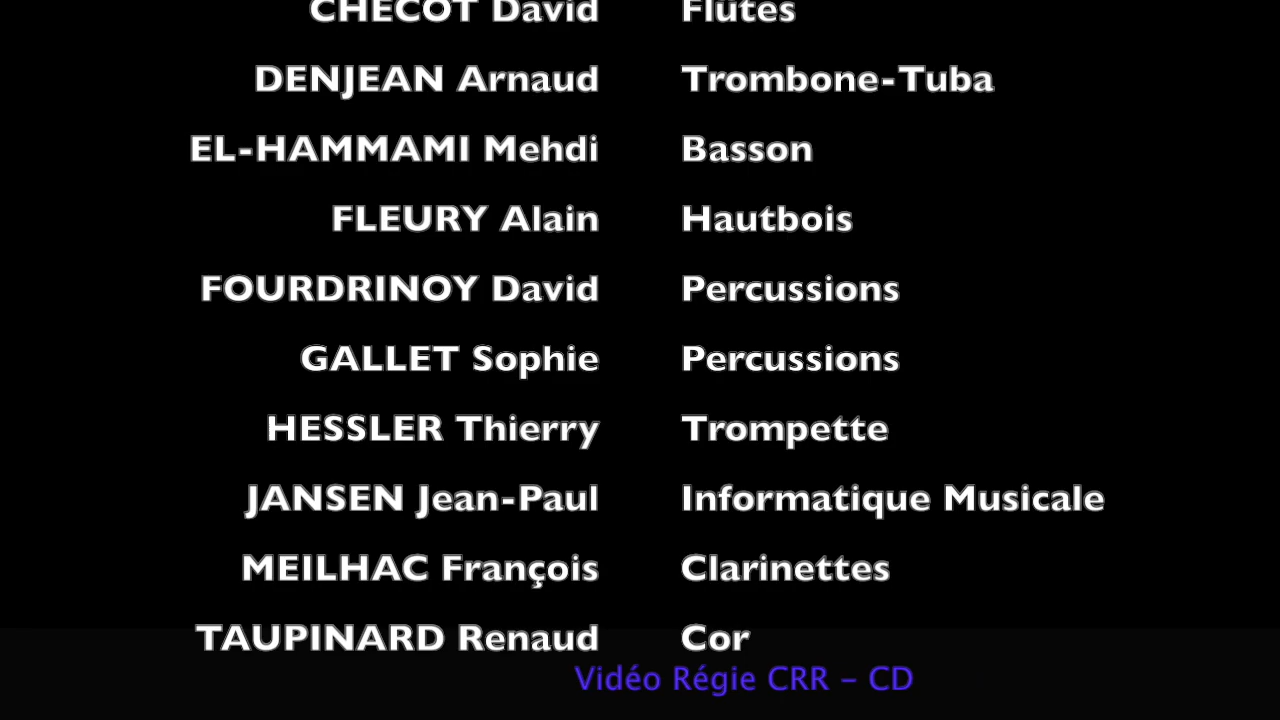 CHECOT David Flûtes
DENJEAN Arnaud Trombone-Tuba
EL-HAMMAMI Mehdi Basson
FLEURY Alain Hautbois
FOURDRINOY David Percussions
GALLET Sophie Percussions
HESSLER Thierry Trompette
JANSEN Jean-Paul Informatique Musicale
MEILHAC François Clarinettes
TAUPINARD Renaud Cor
Vidéo Régie CRR - CD